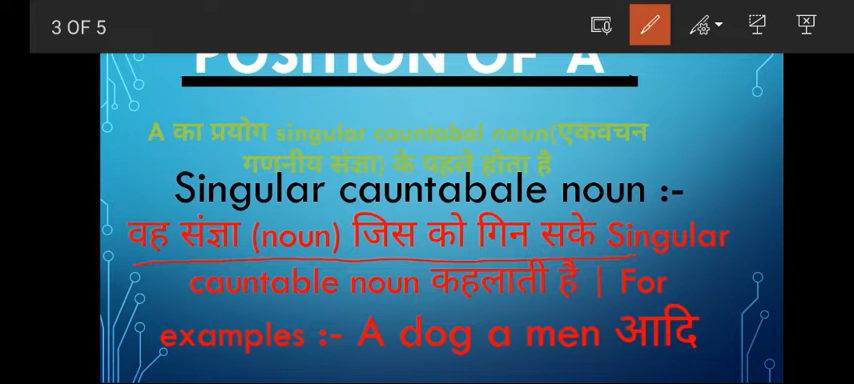 3 OF 5
POSITION OF 'A'
A का प्रयोग singular cauntabal noun(एकवचन
गणनीय संज्ञा) के पहले होता है
Singular cauntabale noun :-
वह संज्ञा (noun) जिस को गिन सके Singular
cauntable noun कहलाती है | For
examples :- A dog a men आदि